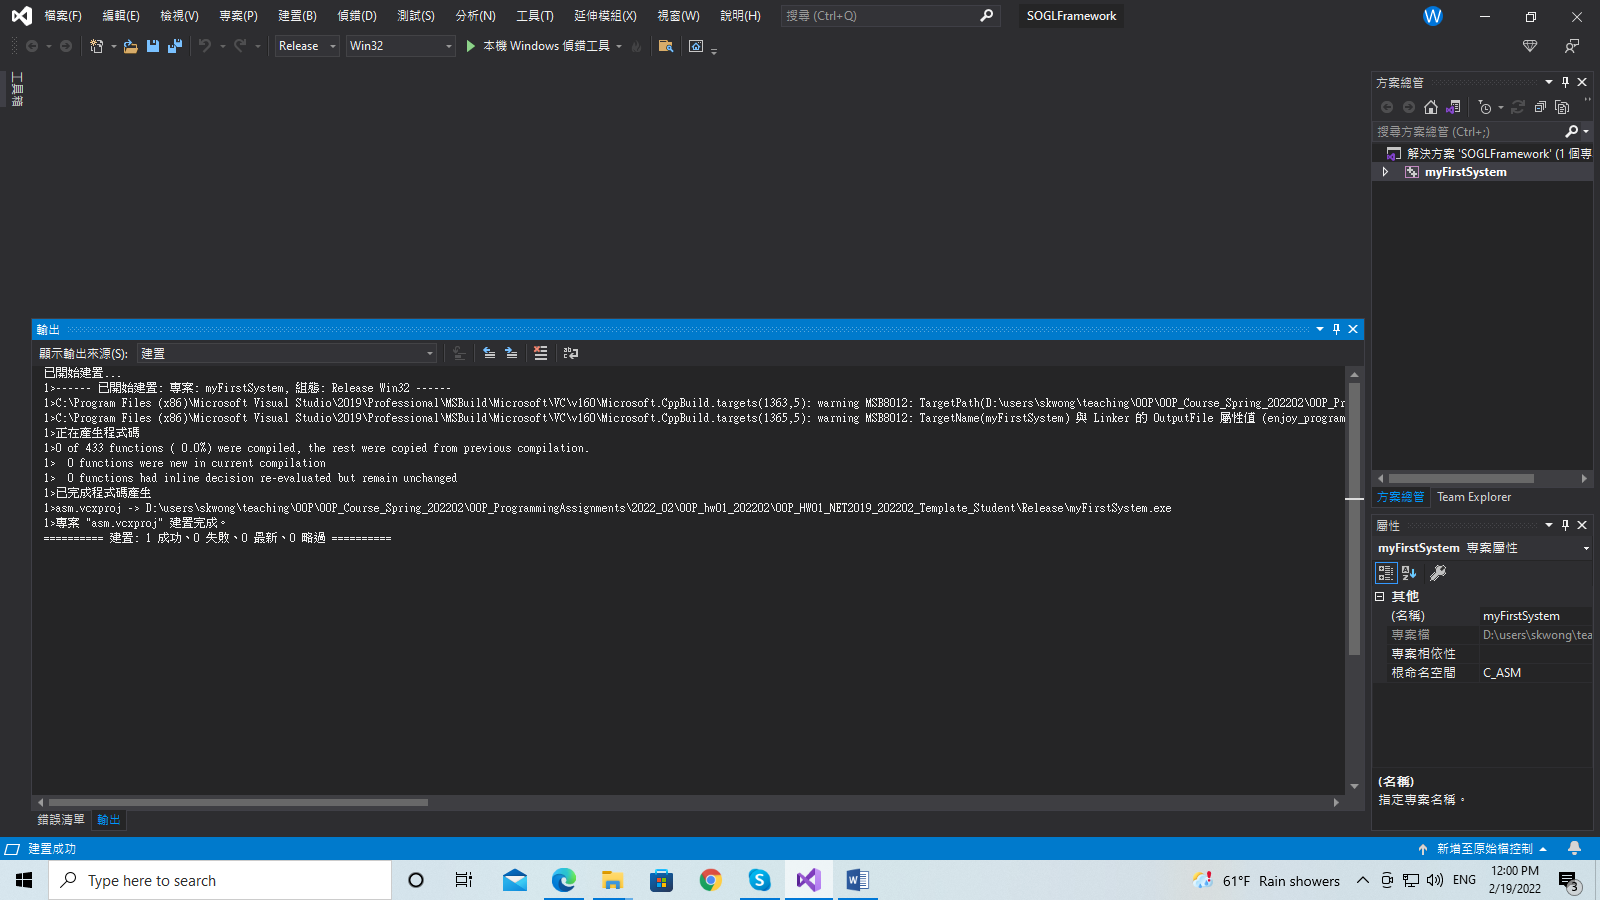 檔案(F) 編輯(E) 檢視(V) 專案(P) 建置(B) 偵錯(D) 測試(S) 分析(N) 工具(T) 延伸模組(X) 視窗(W) 說明(H) 搜尋 (Ctrl+Q) SOGLFramework W
Release Win32 本機 Windows 偵錯工具
工具箱
輸出
顯示輸出來源(S): 建置
已開始建置...
1>------ 已開始建置: 專案: myFirstSystem, 組態: Release Win32 ------
1>C:\Program Files (x86)\Microsoft Visual Studio\2019\Professional\MSBuild\Microsoft\VC\v160\Microsoft.CppBuild.targets(1363,5): warning MSB8012: TargetPath(D:\users\skwong\teaching\OOP\OOP_Course_Spring_202202\OOP_Pr
1>C:\Program Files (x86)\Microsoft Visual Studio\2019\Professional\MSBuild\Microsoft\VC\v160\Microsoft.CppBuild.targets(1365,5): warning MSB8012: TargetName(myFirstSystem) 與 Linker 的 OutputFile 屬性值 (enjoy_program
1>正在產生程式碼
1>0 of 433 functions ( 0.0%) were compiled, the rest were copied from previous compilation.
1>  0 functions were new in current compilation
1>  0 functions had inline decision re-evaluated but remain unchanged
1>已完成程式碼產生
1>asm.vcxproj -> D:\users\skwong\teaching\OOP\OOP_Course_Spring_202202\OOP_ProgrammingAssignments\2022_02\OOP_hw01_202202\OOP_HW01_NET2019_202202_Template_Student\Release\myFirstSystem.exe
1>專案 "asm.vcxproj" 建置完成。
========== 建置: 1 成功、0 失敗、0 最新、0 略過 ==========
錯誤清單 輸出
方案總管
搜尋方案總管 (Ctrl+;)
解決方案 'SOGLFramework' (1 個專
myFirstSystem
方案總管 Team Explorer
屬性
myFirstSystem 專案屬性
其他
(名稱) myFirstSystem
專案檔 D:\users\skwong\tea
專案相依性
根命名空間 C_ASM
(名稱)
指定專案名稱。
建置成功 新增至原始檔控制
Type here to search 61°F Rain showers ENG 12:00 PM
2/19/2022 3